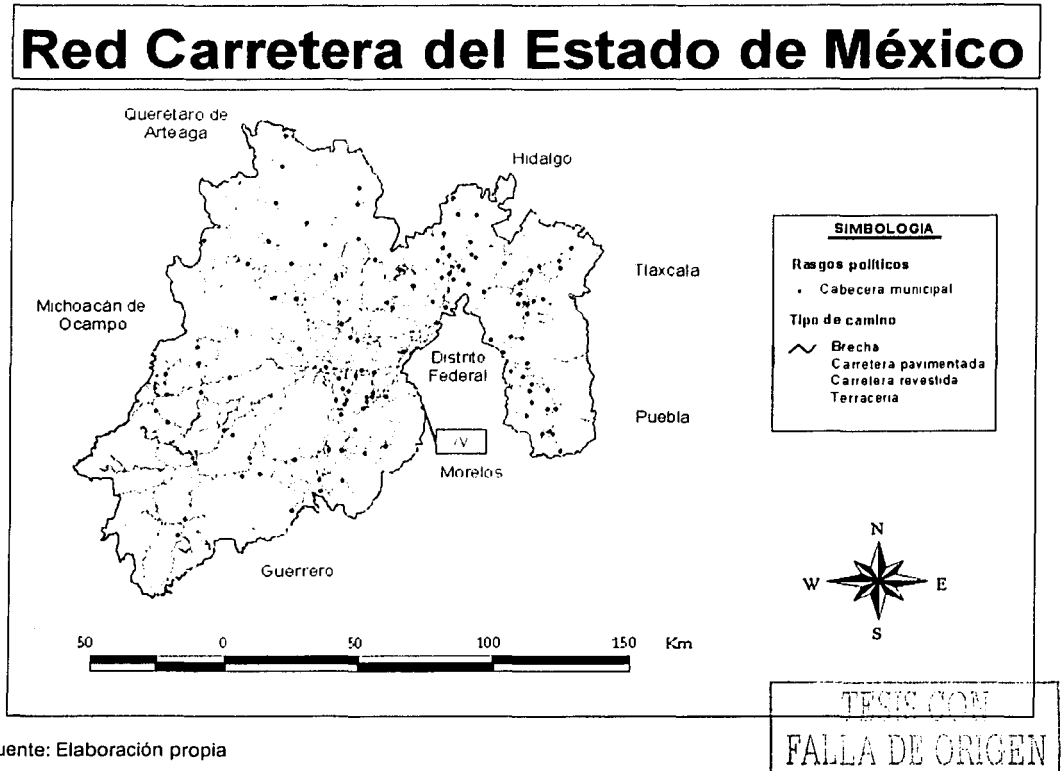 Red Carretera del Estado de México
Querétaro de
Arteaga
Hidalgo
Tlaxcala
Michoacán de
Ocampo
Distrito
Federal
Puebla
Morelos
Guerrero
SIMBOLOGIA
Rasgos políticos
Cabecera municipal
Tipo de camino
Brecha
Carretera pavimentada
Carretera revestida
Terraceria
N
W E
S
50 0 50 100 150 Km
TESIS CON
FALLA DE ORIGEN
uente: Elaboración propia